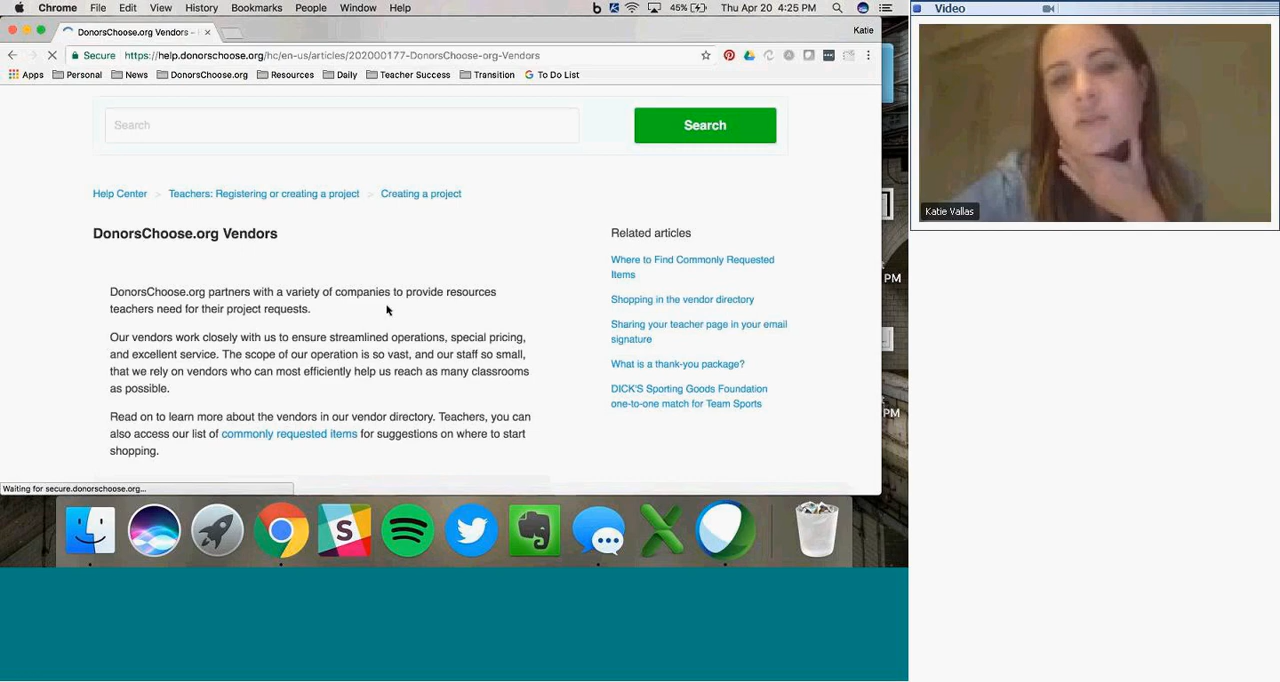 Chrome File Edit View History Bookmarks People Window Help 45% Thu Apr 20 4:25 PM
Video
DonorsChoose.org Vendors –
Katie
Secure https://help.donorschoose.org/hc/en-us/articles/202000177-DonorsChoose-org-Vendors
Apps Personal News DonorsChoose.org Resources Daily Teacher Success Transition To Do List
Search
Search
Help Center > Teachers: Registering or creating a project > Creating a project
Katie Vallas
DonorsChoose.org Vendors
Related articles
Where to Find Commonly Requested
Items
Shopping in the vendor directory
Sharing your teacher page in your email
signature
What is a thank-you package?
DICK'S Sporting Goods Foundation
one-to-one match for Team Sports
DonorsChoose.org partners with a variety of companies to provide resources
teachers need for their project requests.
Our vendors work closely with us to ensure streamlined operations, special pricing,
and excellent service. The scope of our operation is so vast, and our staff so small,
that we rely on vendors who can most efficiently help us reach as many classrooms
as possible.
Read on to learn more about the vendors in our vendor directory. Teachers, you can
also access our list of commonly requested items for suggestions on where to start
shopping.
PM
PM
Waiting for secure.donorschoose.org...